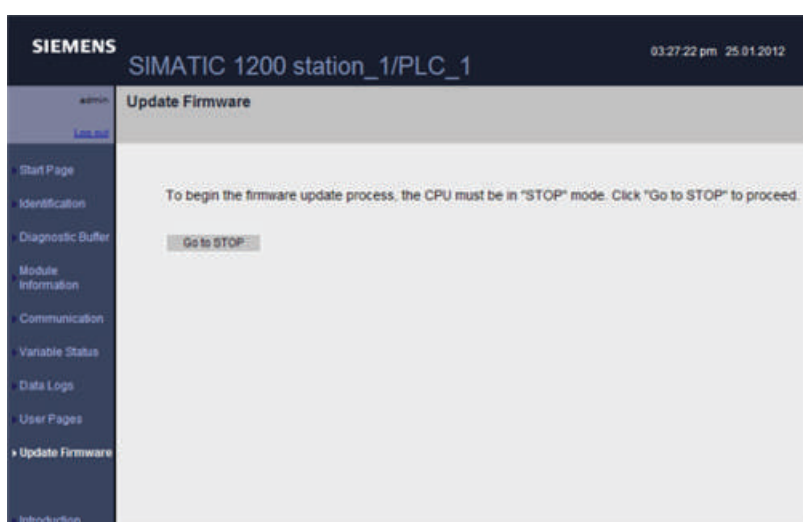 SIEMENS
SIMATIC 1200 station_1/PLC_1
03:27:22 pm 25.01.2012
admin
Log out
Update Firmware
Start Page
Identification
Diagnostic Buffer
Module
Information
Communication
Variable Status
Data Logs
User Pages
Update Firmware
Introduction
To begin the firmware update process, the CPU must be in "STOP" mode. Click "Go to STOP" to proceed.
Go to STOP